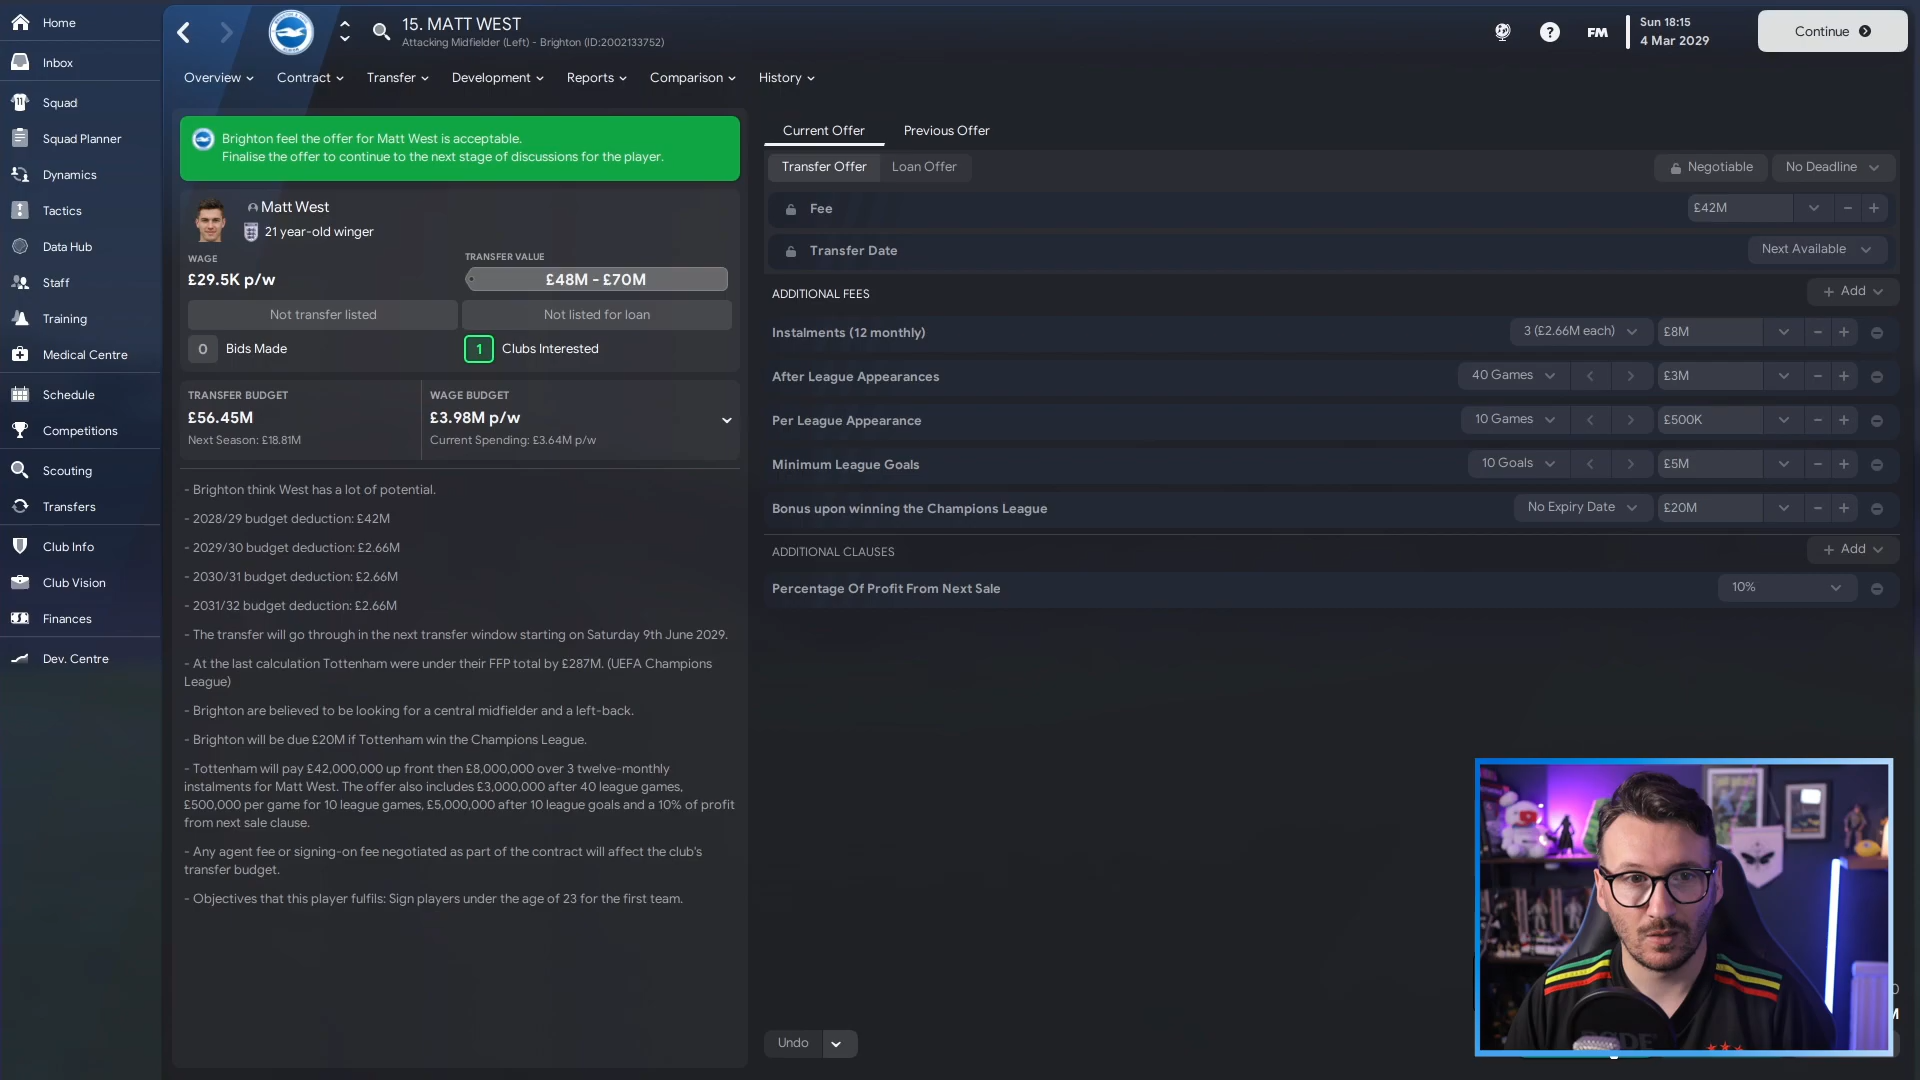 Home
Inbox
Squad
Squad Planner
Dynamics
Tactics
Data Hub
Staff
Training
Medical Centre
Schedule
Competitions
Scouting
Transfers
Club Info
Club Vision
Finances
Dev. Centre
15. MATT WEST
Attacking Midfielder (Left) - Brighton (ID:2002133752)
FM
Sun 18:15
4 Mar 2029
Continue
Overview
Contract
Transfer
Development
Reports
Comparison
History
Brighton feel the offer for Matt West is acceptable.
Finalise the offer to continue to the next stage of discussions for the player.
Matt West
21 year-old winger
WAGE
£29.5K p/w
TRANSFER VALUE
£48M - £70M
Not transfer listed
Not listed for loan
0 Bids Made
1 Clubs Interested
TRANSFER BUDGET
£56.45M
Next Season: £18.81M
WAGE BUDGET
£3.98M p/w
Current Spending: £3.64M p/w
- Brighton think West has a lot of potential.
- 2028/29 budget deduction: £42M
- 2029/30 budget deduction: £2.66M
- 2030/31 budget deduction: £2.66M
- 2031/32 budget deduction: £2.66M
- The transfer will go through in the next transfer window starting on Saturday 9th June 2029.
- At the last calculation Tottenham were under their FFP total by £287M. (UEFA Champions
League)
- Brighton are believed to be looking for a central midfielder and a left-back.
- Brighton will be due £20M if Tottenham win the Champions League.
- Tottenham will pay £42,000,000 up front then £8,000,000 over 3 twelve-monthly
instalments for Matt West. The offer also includes £3,000,000 after 40 league games,
£500,000 per game for 10 league games, £5,000,000 after 10 league goals and a 10% of profit
from next sale clause.
- Any agent fee or signing-on fee negotiated as part of the contract will affect the club's
transfer budget.
- Objectives that this player fulfils: Sign players under the age of 23 for the first team.
Current Offer
Previous Offer
Transfer Offer
Loan Offer
Negotiable
No Deadline
Fee
£42M
Transfer Date
Next Available
ADDITIONAL FEES
+ Add
Instalments (12 monthly)
3 (£2.66M each)
£8M
After League Appearances
40 Games
£3M
Per League Appearance
10 Games
£500K
Minimum League Goals
10 Goals
£5M
Bonus upon winning the Champions League
No Expiry Date
£20M
ADDITIONAL CLAUSES
+ Add
Percentage Of Profit From Next Sale
10%
Undo